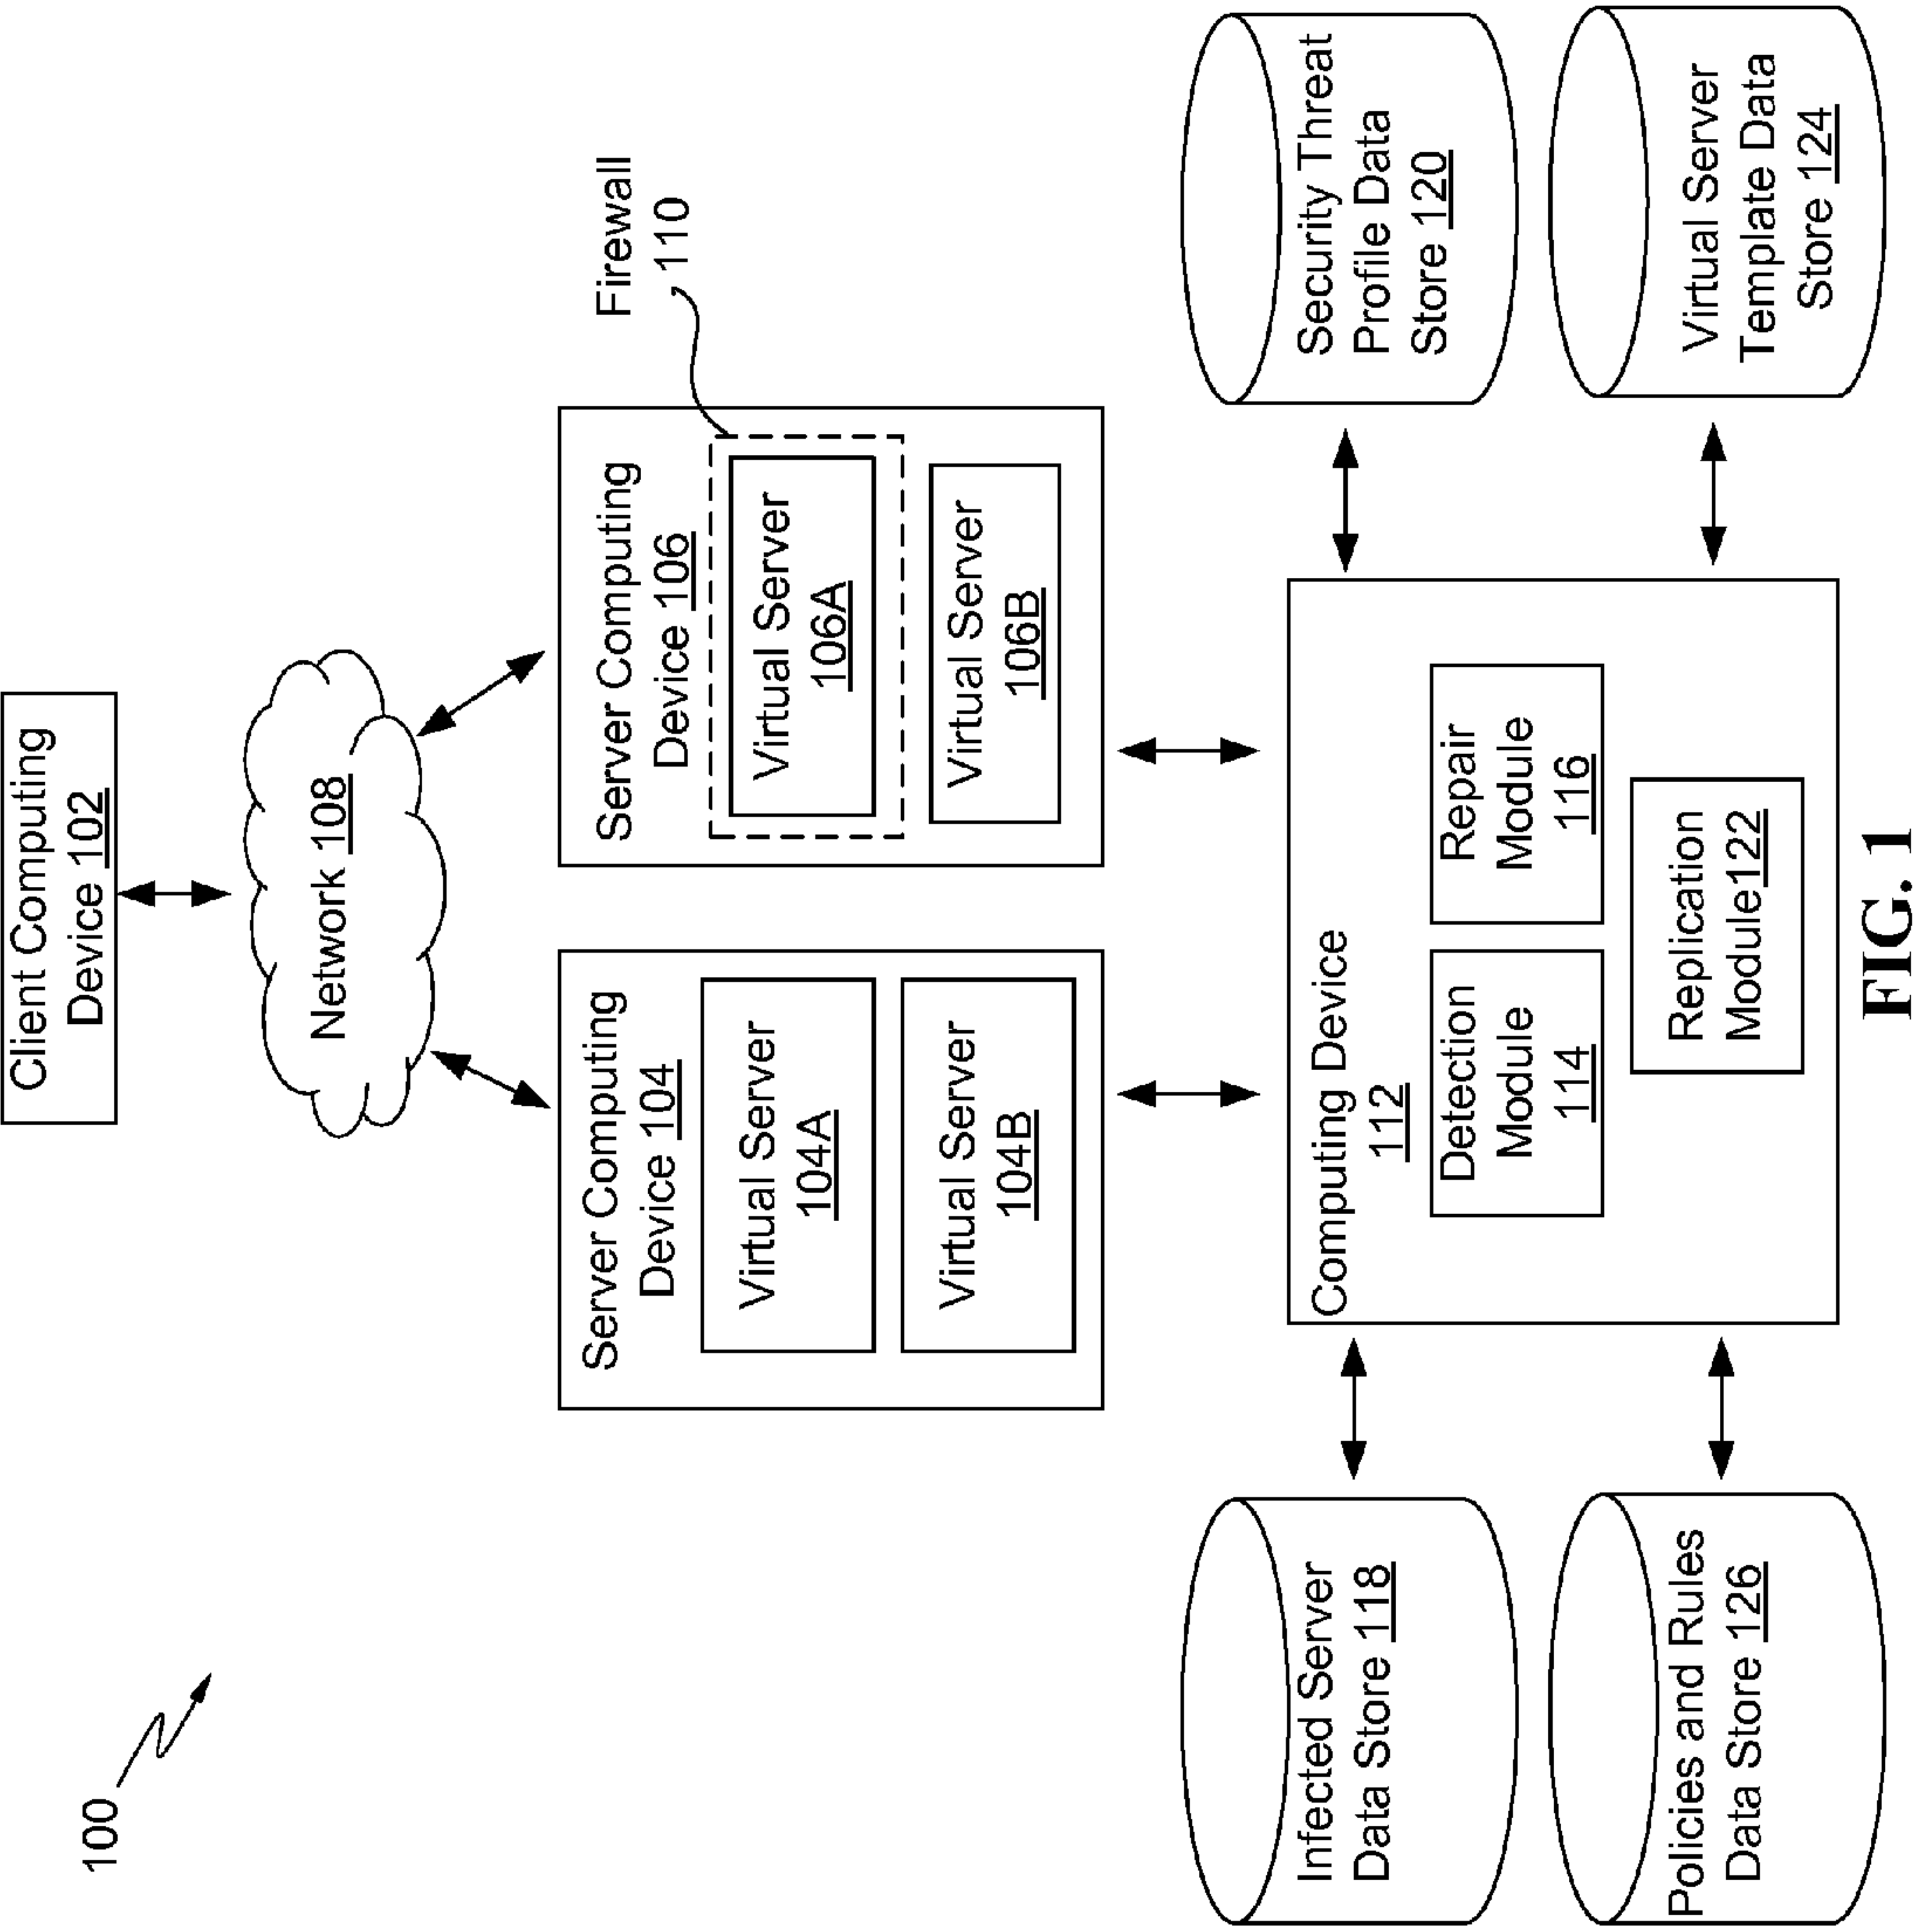 100
Client Computing
Device 102
Network 108
Server Computing
Device 104
Virtual Server
104A
Virtual Server
104B
Server Computing
Device 106
Virtual Server
106A
Virtual Server
106B
Firewall
110
Infected Server
Data Store 118
Policies and Rules
Data Store 126
Computing Device
112
Detection
Module
114
Repair
Module
116
Replication
Module122
Security Threat
Profile Data
Store 120
Virtual Server
Template Data
Store 124
FIG. 1